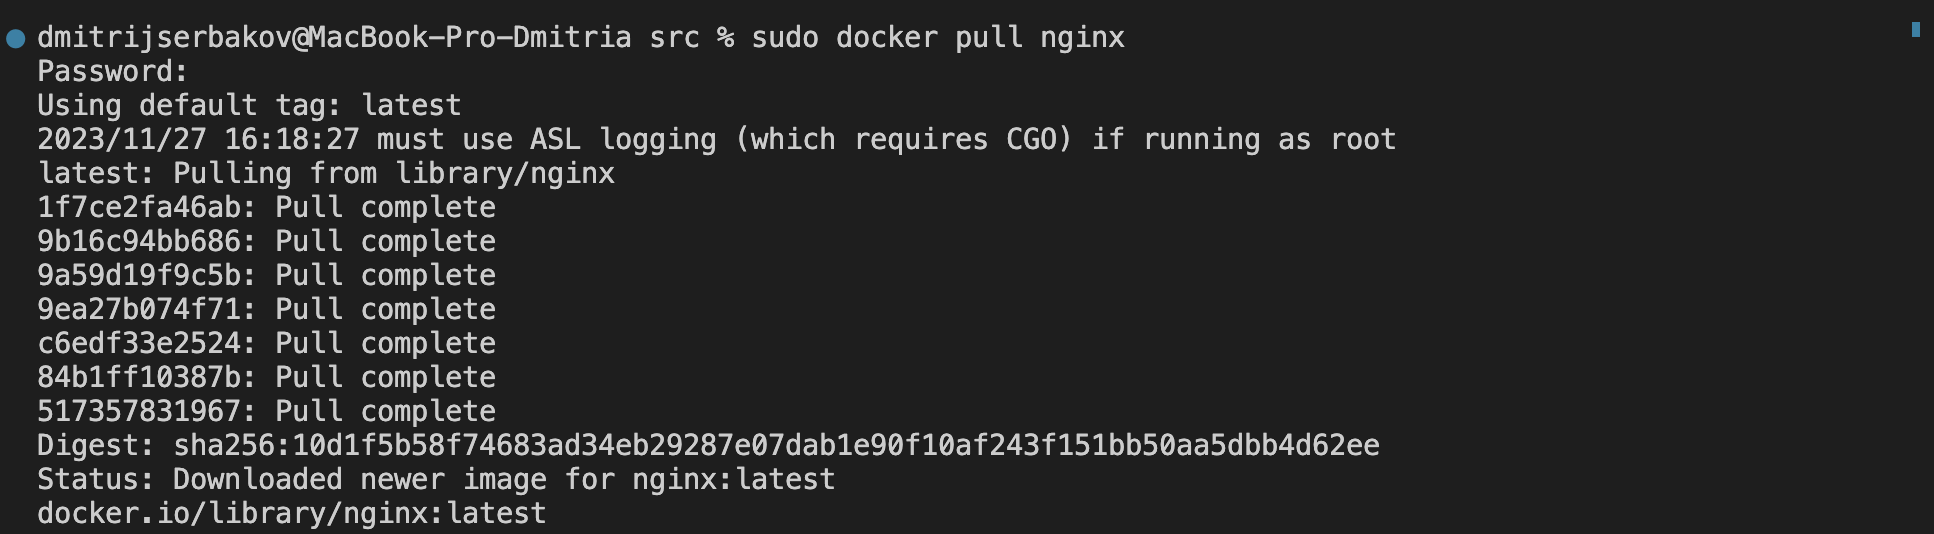 dmitrijserbakov@MacBook-Pro-Dmitria src % sudo docker pull nginx
Password:
Using default tag: latest
2023/11/27 16:18:27 must use ASL logging (which requires CGO) if running as root
latest: Pulling from library/nginx
1f7ce2fa46ab: Pull complete
9b16c94bb686: Pull complete
9a59d19f9c5b: Pull complete
9ea27b074f71: Pull complete
c6edf33e2524: Pull complete
84b1ff10387b: Pull complete
517357831967: Pull complete
Digest: sha256:10d1f5b58f74683ad34eb29287e07dab1e90f10af243f151bb50aa5dbb4d62ee
Status: Downloaded newer image for nginx:latest
docker.io/library/nginx:latest